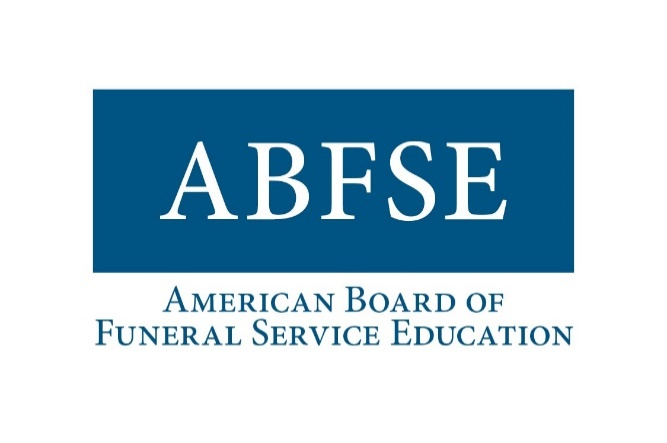 ABFSE
American Board of
Funeral Service Education